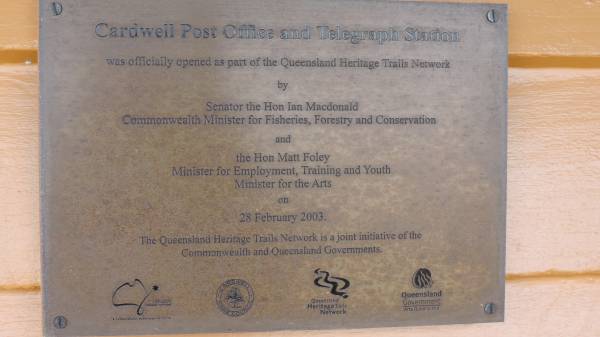 Cardwell Post Office and Telegraph Station
was officially opened as part of the Queensland Heritage Trails Network
by
Senator the Hon Ian Macdonald
Commonwealth Minister for Fisheries, Forestry and Conservation
and
the Hon Matt Foley
Minister for Employment, Training and Youth
Minister for the Arts
on
28 February 2003.
The Queensland Heritage Trails Network is a joint initiative of the
Commonwealth and Queensland Governments.
Queensland
Heritage Trails
Network
Queensland
Government
Arts Queensland